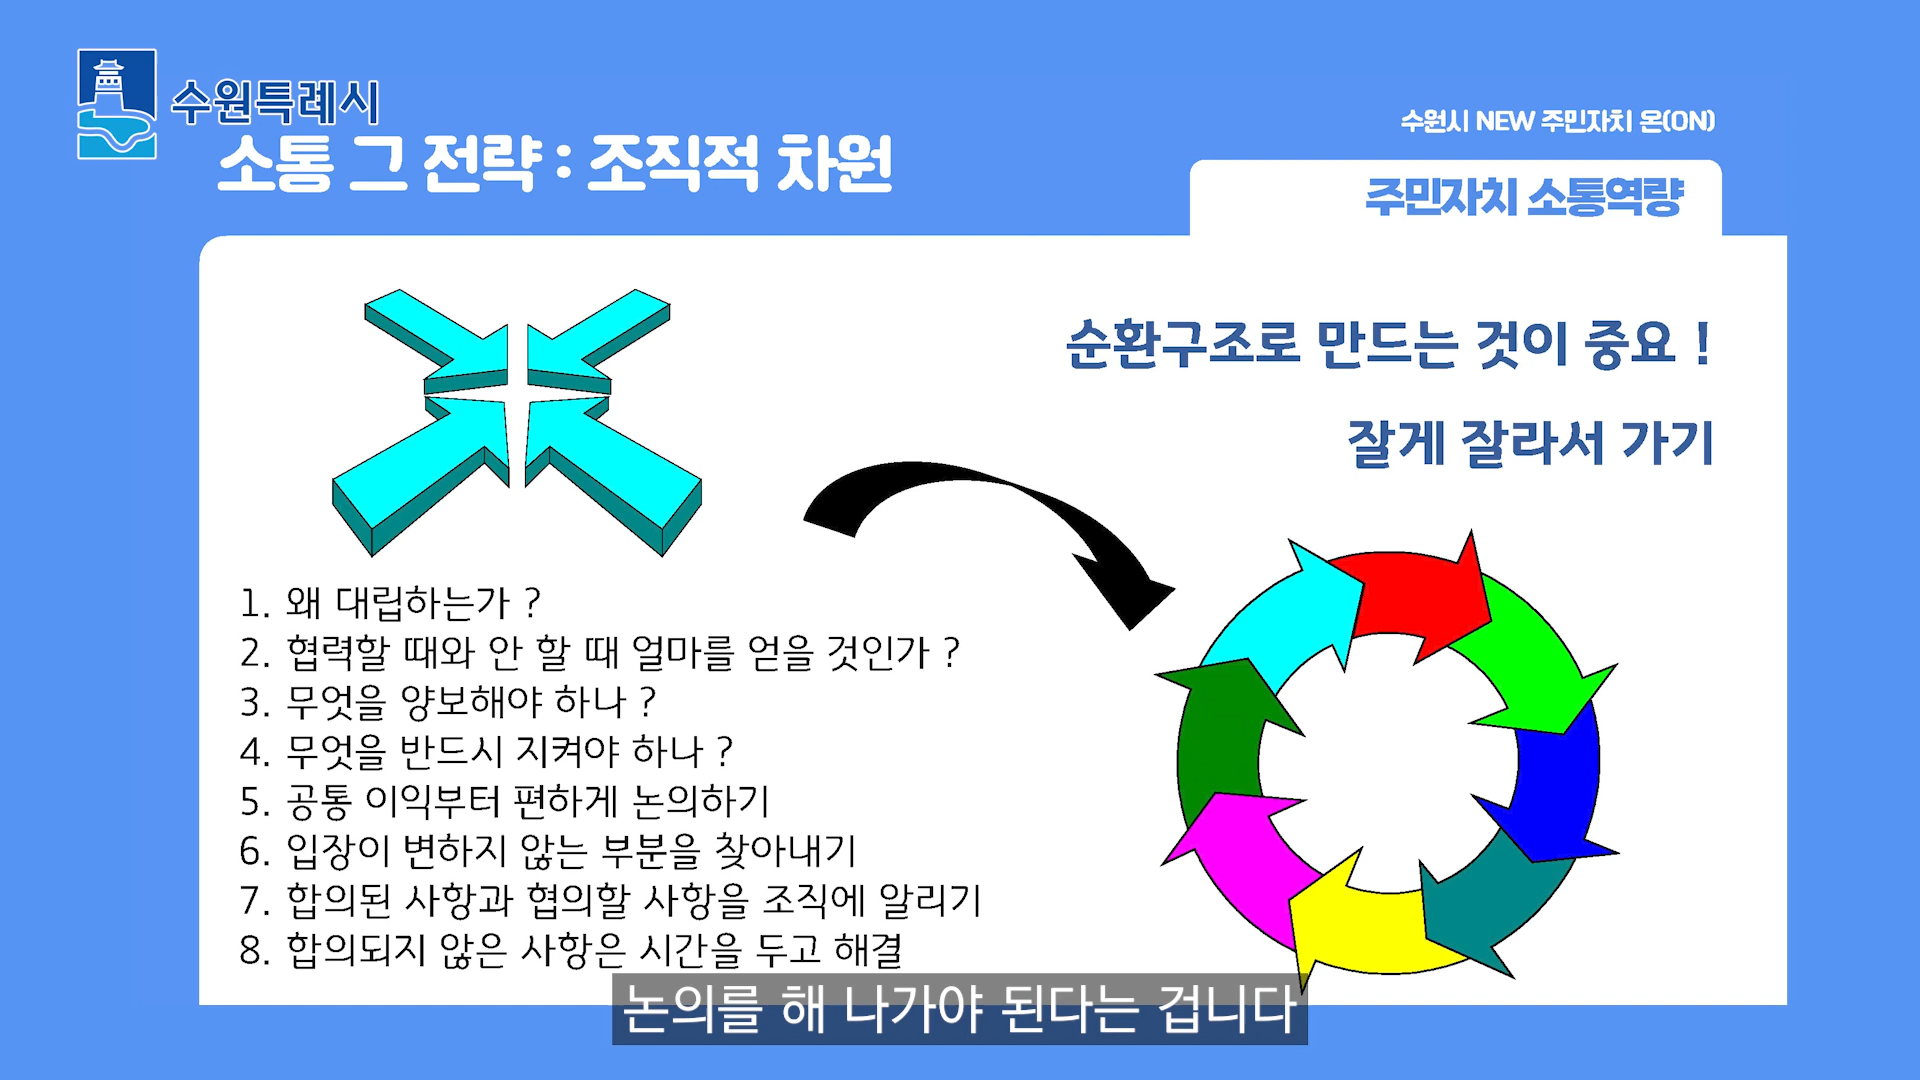 수원특례시
수원시 NEW 주민자치 온(ON)
소통 그 전략 : 조직적 차원
주민자치 소통역량
순환구조로 만드는 것이 중요 !
잘게 잘라서 가기
1. 왜 대립하는가 ?
2. 협력할 때와 안 할 때 얼마를 얻을 것인가 ?
3. 무엇을 양보해야 하나 ?
4. 무엇을 반드시 지켜야 하나 ?
5. 공통 이익부터 편하게 논의하기
6. 입장이 변하지 않는 부분을 찾아내기
7. 합의된 사항과 협의할 사항을 조직에 알리기
8. 합의되지 않은 사항은 시간을 두고 해결
논의를 해 나가야 된다는 겁니다